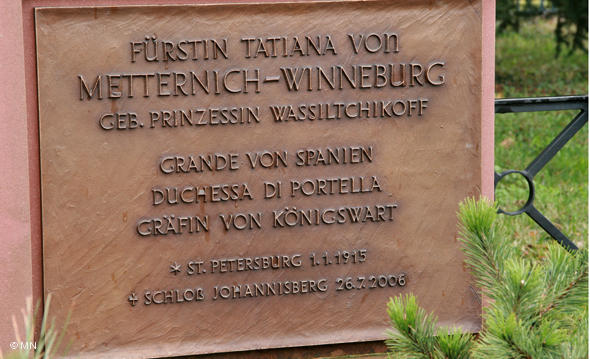 FÜRSTIN TATIANA VON
METTERNICH-WINNEBURG
GEB. PRINZESSIN WASSILTCHIKOFF
GRANDE VON SPANIEN
DUCHESSA DI PORTELLA
GRÄFIN VON KÖNIGSWART
* ST. PETERSBURG 1.1.1915
✝ SCHLOß JOHANNISBERG 26.7.2006
© MN